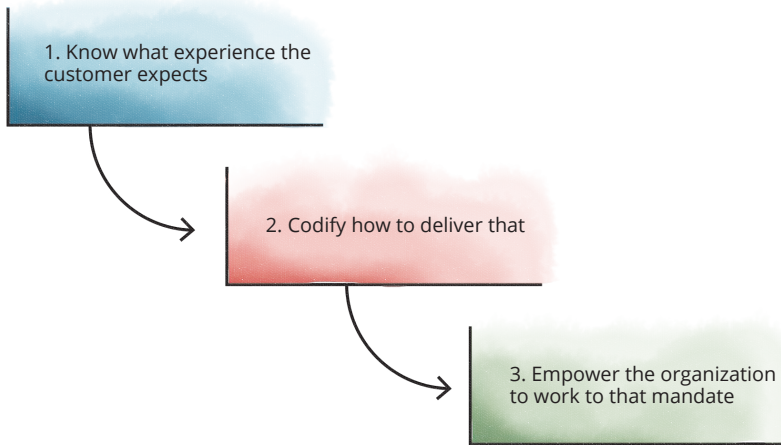 1. Know what experience the
customer expects
2. Codify how to deliver that
3. Empower the organization
to work to that mandate